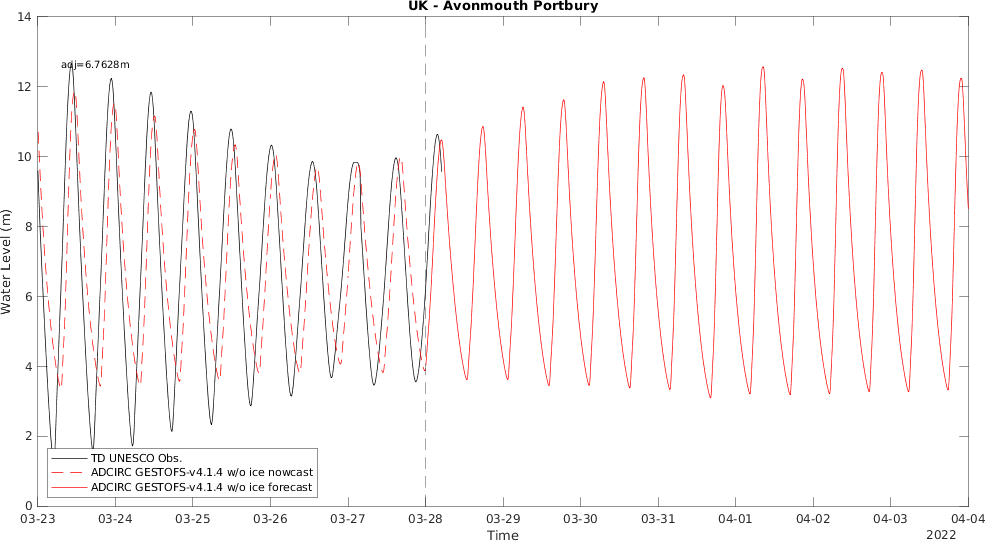 UK - Avonmouth Portbury
14
12
10
8
6
4
2
0
Water Level (m)
adj=6.7628m
TD UNESCO Obs.
ADCIRC GESTOFS-v4.1.4 w/o ice nowcast
ADCIRC GESTOFS-v4.1.4 w/o ice forecast
03-23 03-24 03-25 03-26 03-27 03-28 03-29 03-30 03-31 04-01 04-02 04-03 04-04
Time
2022